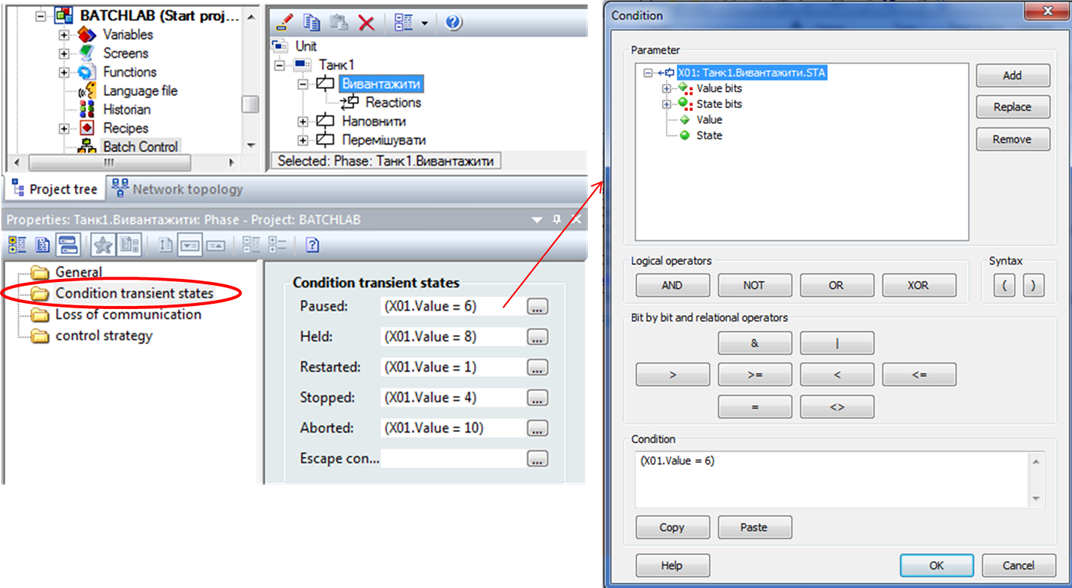 BATCHLAB (Start proj...
Variables
Screens
Functions
Language file
Historian
Recipes
Batch Control
Unit
Танк1
Вивантажити
Reactions
Наповнити
Перемішувати
Selected: Phase: Танк1.Вивантажити
Project tree
Network topology
Properties: Танк1.Вивантажити: Phase - Project: BATCHLAB
General
Condition transient states
Loss of communication
control strategy
Condition transient states
Paused: (X01.Value = 6) ...
Held: (X01.Value = 8) ...
Restarted: (X01.Value = 1) ...
Stopped: (X01.Value = 4) ...
Aborted: (X01.Value = 10) ...
Escape con... ...
Condition
Parameter
X01: Танк1.Вивантажити.STA
Value bits
State bits
Value
State
Add
Replace
Remove
Logical operators
AND NOT OR XOR
Syntax
( )
Bit by bit and relational operators
& |
> >= < <=
= <>
Condition
(X01.Value = 6)
Copy Paste
Help OK Cancel